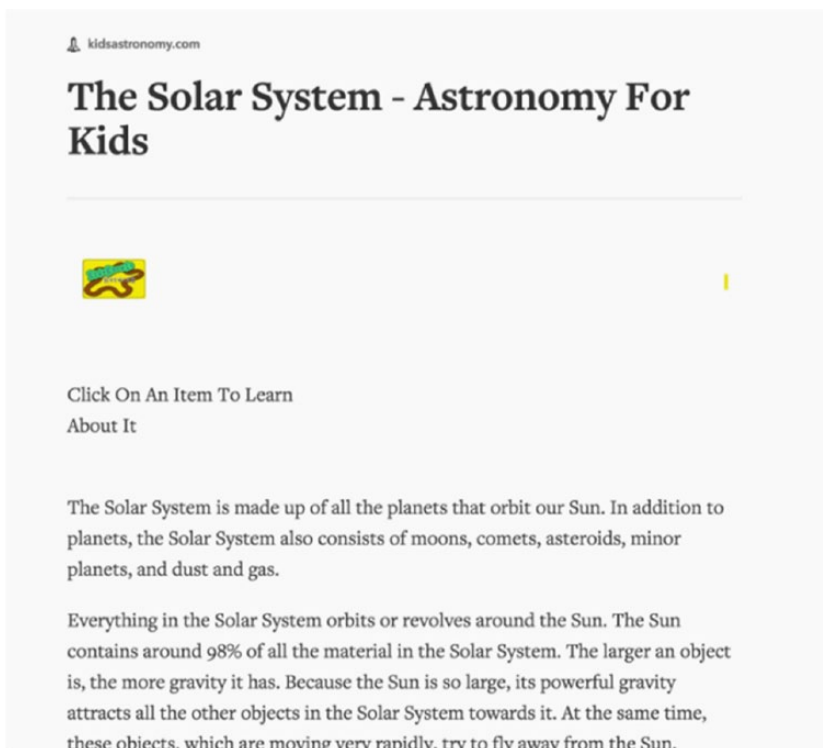 kidsastronomy.com
The Solar System - Astronomy For
Kids
Click On An Item To Learn
About It
The Solar System is made up of all the planets that orbit our Sun. In addition to
planets, the Solar System also consists of moons, comets, asteroids, minor
planets, and dust and gas.
Everything in the Solar System orbits or revolves around the Sun. The Sun
contains around 98% of all the material in the Solar System. The larger an object
is, the more gravity it has. Because the Sun is so large, its powerful gravity
attracts all the other objects in the Solar System towards it. At the same time,
these objects, which are moving very rapidly, try to fly away from the Sun,